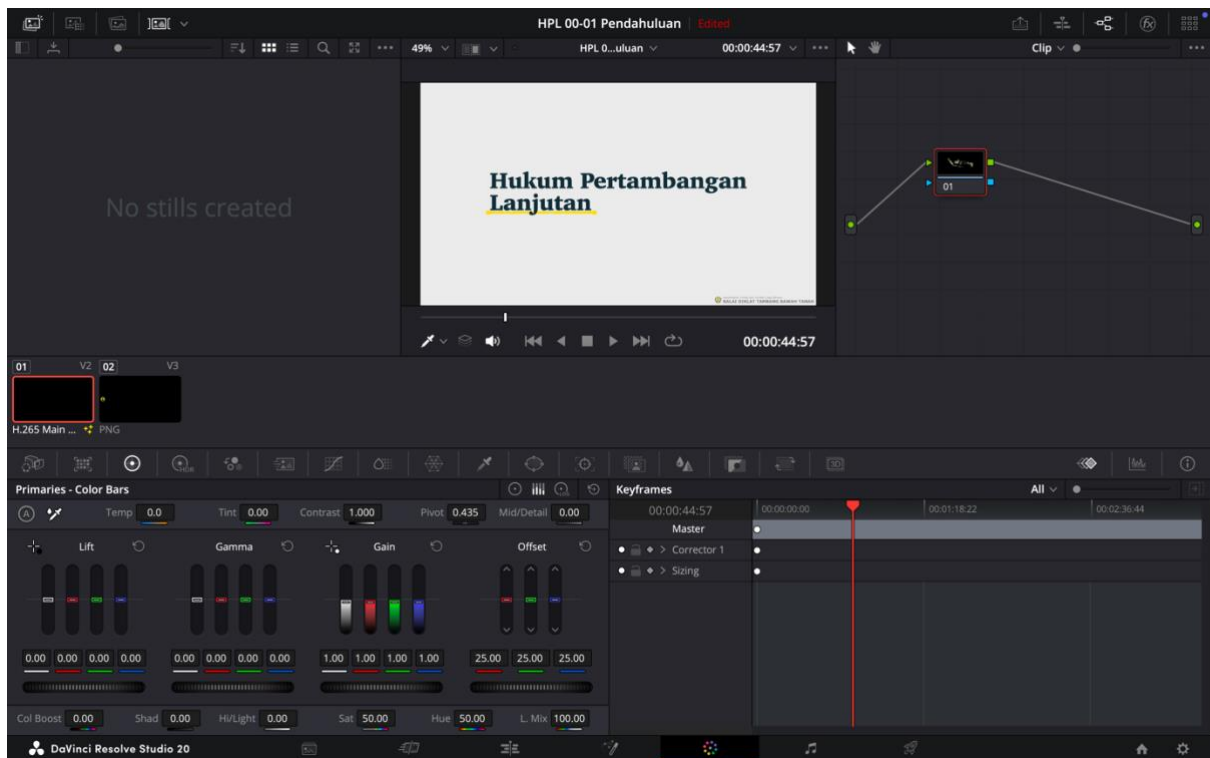 HPL 00-01 Pendahuluan Edited
49% HPL 0...uluan 00:00:44:57 Clip
No stills created
Hukum Pertambangan
Lanjutan
BALAI DIKLAT TAMBANG BAWAH TANAH
01
00:00:44:57
01 V2 02 V3
H.265 Main ... PNG
Primaries - Color Bars
Temp 0.0 Tint 0.00 Contrast 1.000 Pivot 0.435 Mid/Detail 0.00
Lift Gamma Gain Offset
0.00 0.00 0.00 0.00 0.00 0.00 0.00 0.00 1.00 1.00 1.00 1.00 25.00 25.00 25.00
Col Boost 0.00 Shad 0.00 Hi/Light 0.00 Sat 50.00 Hue 50.00 L. Mix 100.00
Keyframes All
00:00:44:57 00:00:00:00 00:01:18:22 00:02:36:44
Master
Corrector 1
Sizing
DaVinci Resolve Studio 20